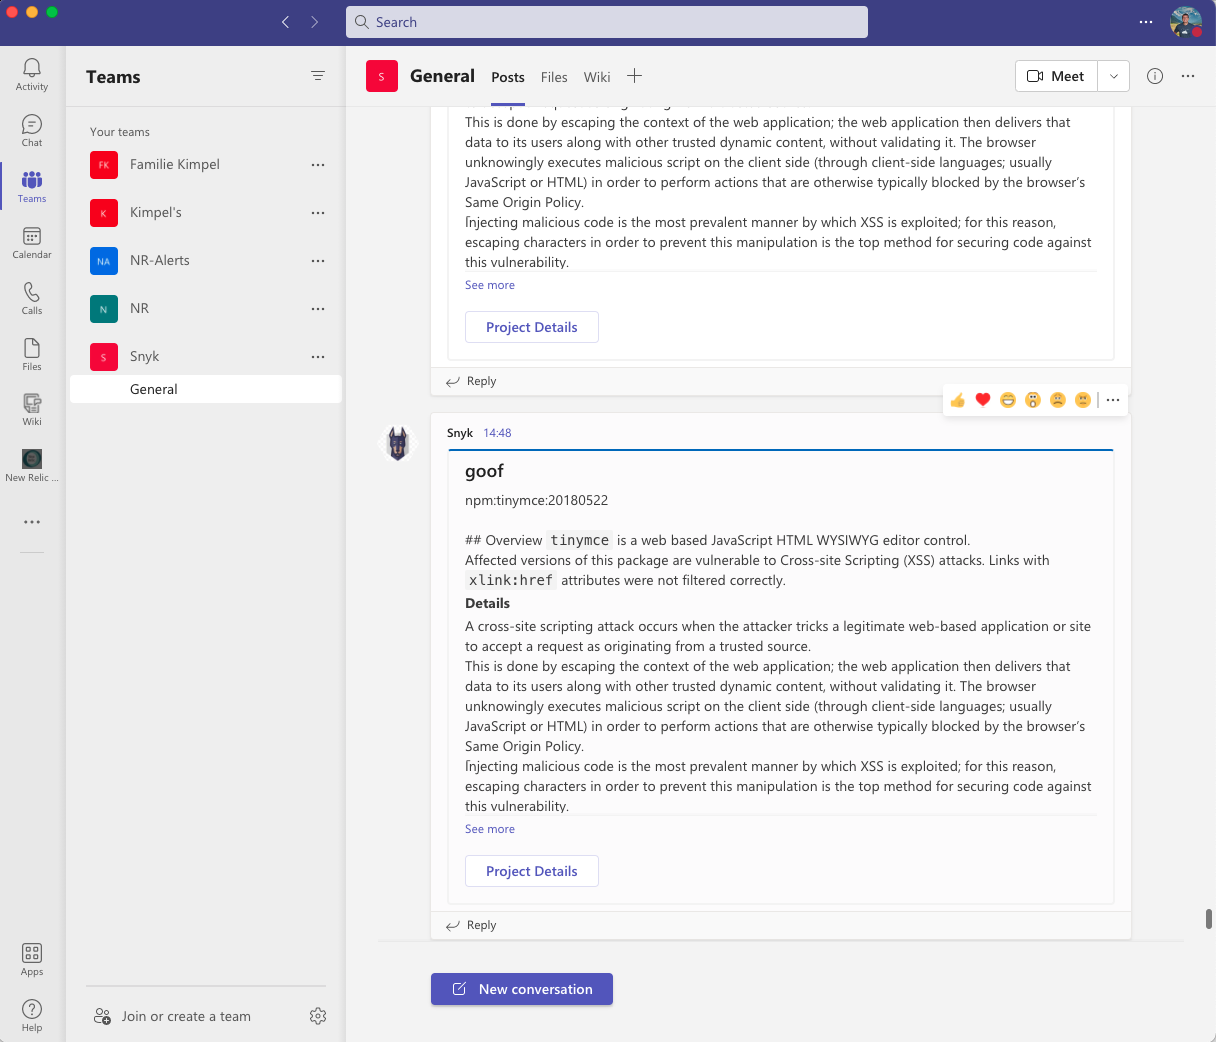 Search
Activity
Chat
Teams
Calendar
Calls
Files
Wiki
New Relic ...
Apps
Help
Teams
Your teams
FK Familie Kimpel
K Kimpel's
NA NR-Alerts
N NR
S Snyk
General
Join or create a team
S General Posts Files Wiki
Meet
This is done by escaping the context of the web application; the web application then delivers that
data to its users along with other trusted dynamic content, without validating it. The browser
unknowingly executes malicious script on the client side (through client-side languages; usually
JavaScript or HTML) in order to perform actions that are otherwise typically blocked by the browser’s
Same Origin Policy.
Injecting malicious code is the most prevalent manner by which XSS is exploited; for this reason,
escaping characters in order to prevent this manipulation is the top method for securing code against
this vulnerability.
See more
Project Details
Reply
Snyk 14:48
goof
npm:tinymce:20180522
## Overview tinymce is a web based JavaScript HTML WYSIWYG editor control.
Affected versions of this package are vulnerable to Cross-site Scripting (XSS) attacks. Links with
xlink:href attributes were not filtered correctly.
Details
A cross-site scripting attack occurs when the attacker tricks a legitimate web-based application or site
to accept a request as originating from a trusted source.
This is done by escaping the context of the web application; the web application then delivers that
data to its users along with other trusted dynamic content, without validating it. The browser
unknowingly executes malicious script on the client side (through client-side languages; usually
JavaScript or HTML) in order to perform actions that are otherwise typically blocked by the browser’s
Same Origin Policy.
Injecting malicious code is the most prevalent manner by which XSS is exploited; for this reason,
escaping characters in order to prevent this manipulation is the top method for securing code against
this vulnerability.
See more
Project Details
Reply
New conversation